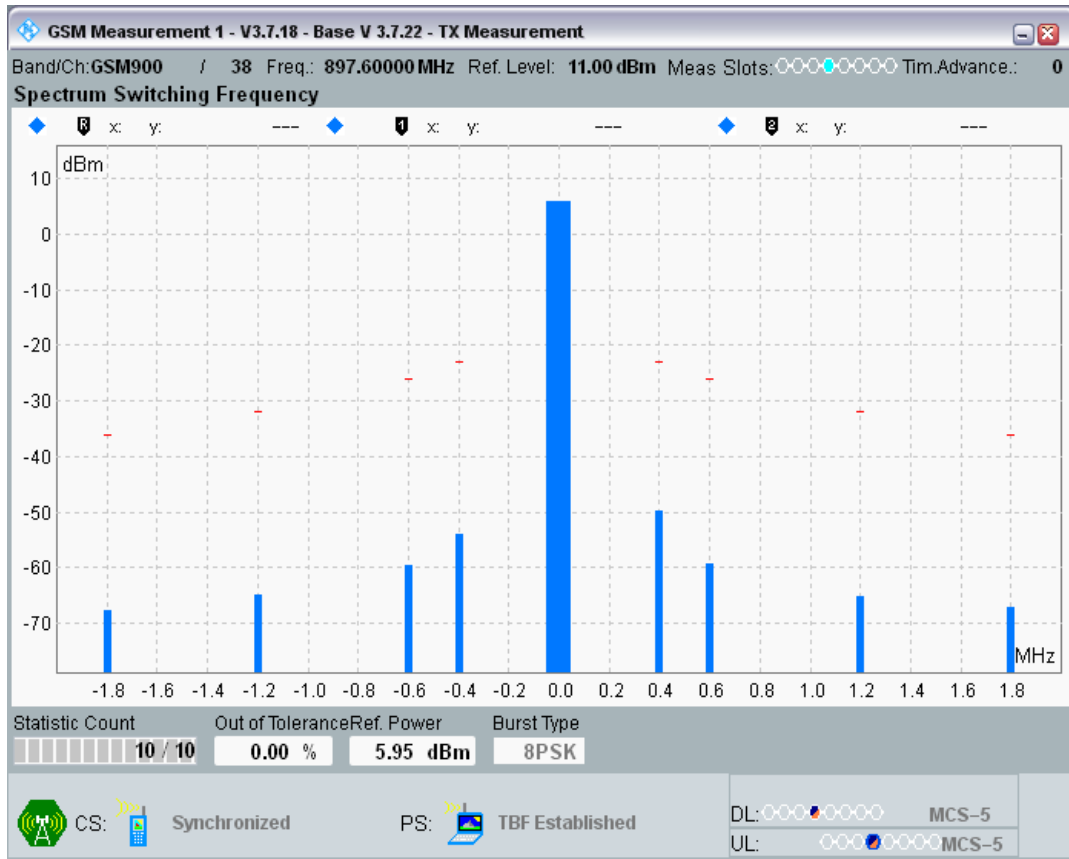 GSM Measurement 1 - V3.7.18 - Base V 3.7.22 - TX Measurement
Band/Ch:GSM900 / 38 Freq.: 897.60000 MHz Ref. Level: 11.00 dBm Meas Slots: Tim.Advance.: 0
Spectrum Switching Frequency
R x: y: --- 1 x: y: --- 2 x: y: ---
dBm
10
0
-10
-20
-30
-40
-50
-60
-70
MHz
-1.8 -1.6 -1.4 -1.2 -1.0 -0.8 -0.6 -0.4 -0.2 0.0 0.2 0.4 0.6 0.8 1.0 1.2 1.4 1.6 1.8
Statistic Count Out of Tolerance Ref. Power Burst Type
10 / 10 0.00 % 5.95 dBm 8PSK
CS: Synchronized PS: TBF Established DL: MCS-5
UL: MCS-5